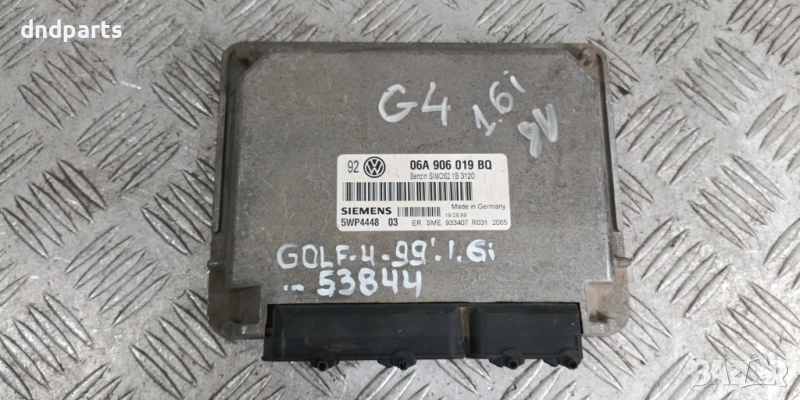 dndparts
G4 1.6i
8V
92 06A 906 019 BQ
Benzin SIMOS2.1B 3120
SIEMENS Made in Germany
19.08.99
5WP4448 03 ER SME 933407 R031 2065
GOLF-4-99'.1.6i
... 53844
BAZAR